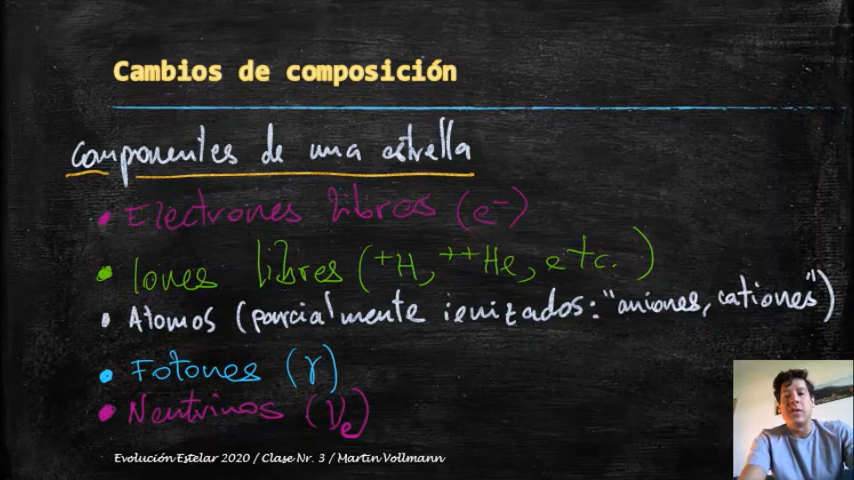 Cambios de composición
Componentes de una estrella
• Electrones libres (e⁻)
• Iones libres (⁺H, ⁺⁺He, etc.)
• Atomos (parcialmente ionizados: "aniones, cationes")
• Fotones (γ)
• Neutrinos (νe)
Evolución Estelar 2020 / Clase Nr. 3 / Martin Vollmann